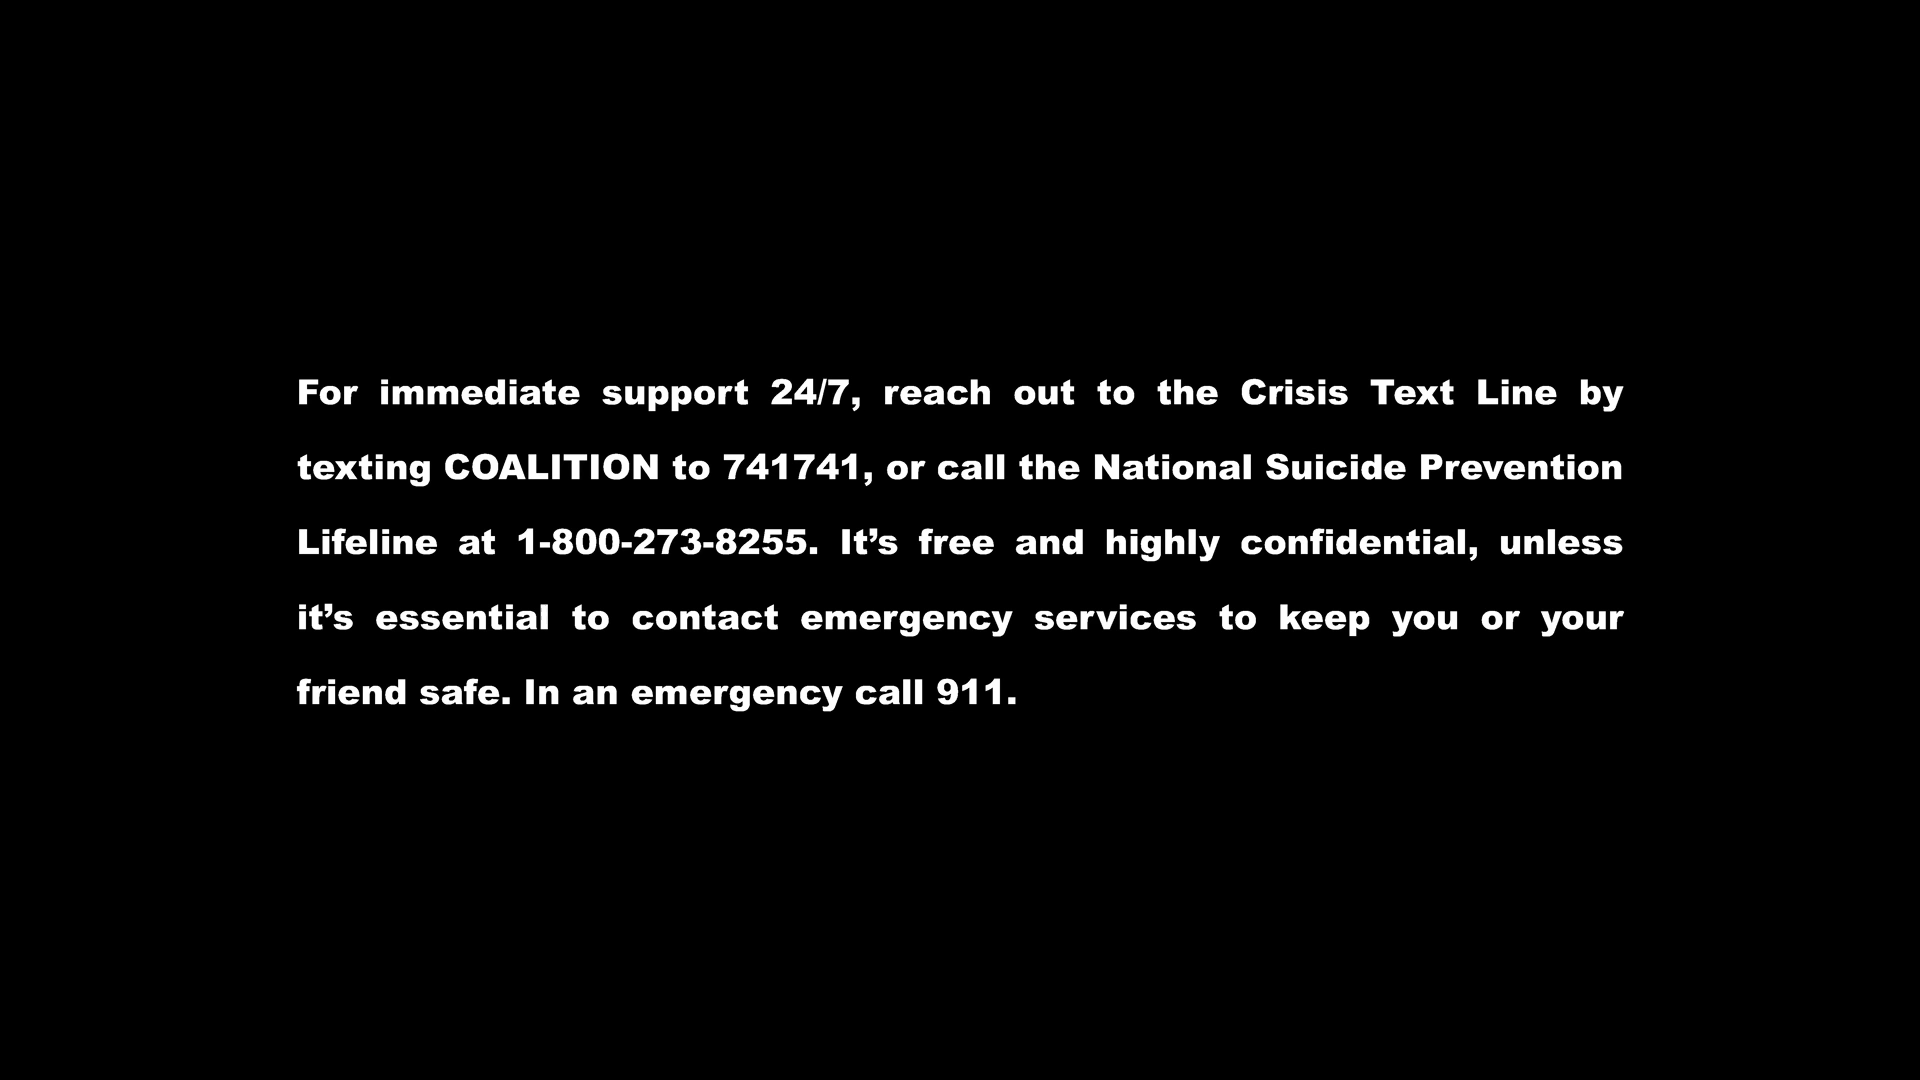 For immediate support 24/7, reach out to the Crisis Text Line by
texting COALITION to 741741, or call the National Suicide Prevention
Lifeline at 1-800-273-8255. It’s free and highly confidential, unless
it’s essential to contact emergency services to keep you or your
friend safe. In an emergency call 911.